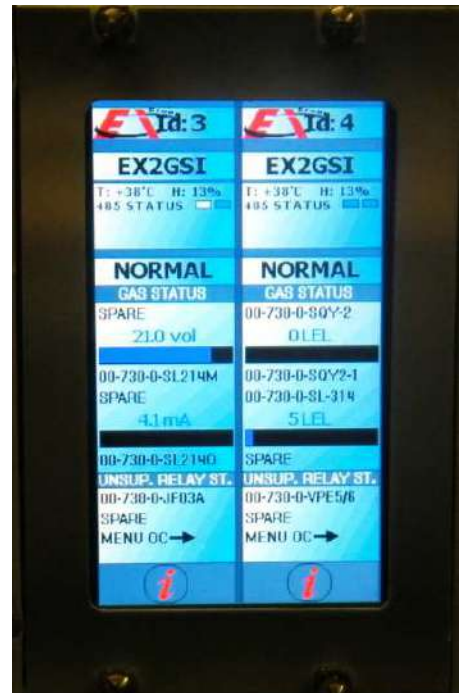 EX Id: 3
EX2GSI
T: +38°C H: 13%
485 STATUS
NORMAL
GAS STATUS
SPARE
21.0 vol
00-730-0-SL214M
SPARE
4.1 mA
00-730-0-SL214O
UNSUP. RELAY ST.
00-730-0-JF03A
SPARE
MENU OC→
i
EX Id: 4
EX2GSI
T: +38°C H: 13%
485 STATUS
NORMAL
GAS STATUS
00-730-0-SQY-2
0 LEL
00-730-0-SQY2-1
00-730-0-SL-314
5 LEL
SPARE
UNSUP. RELAY ST.
00-730-0-VPE5/6
SPARE
MENU OC→
i